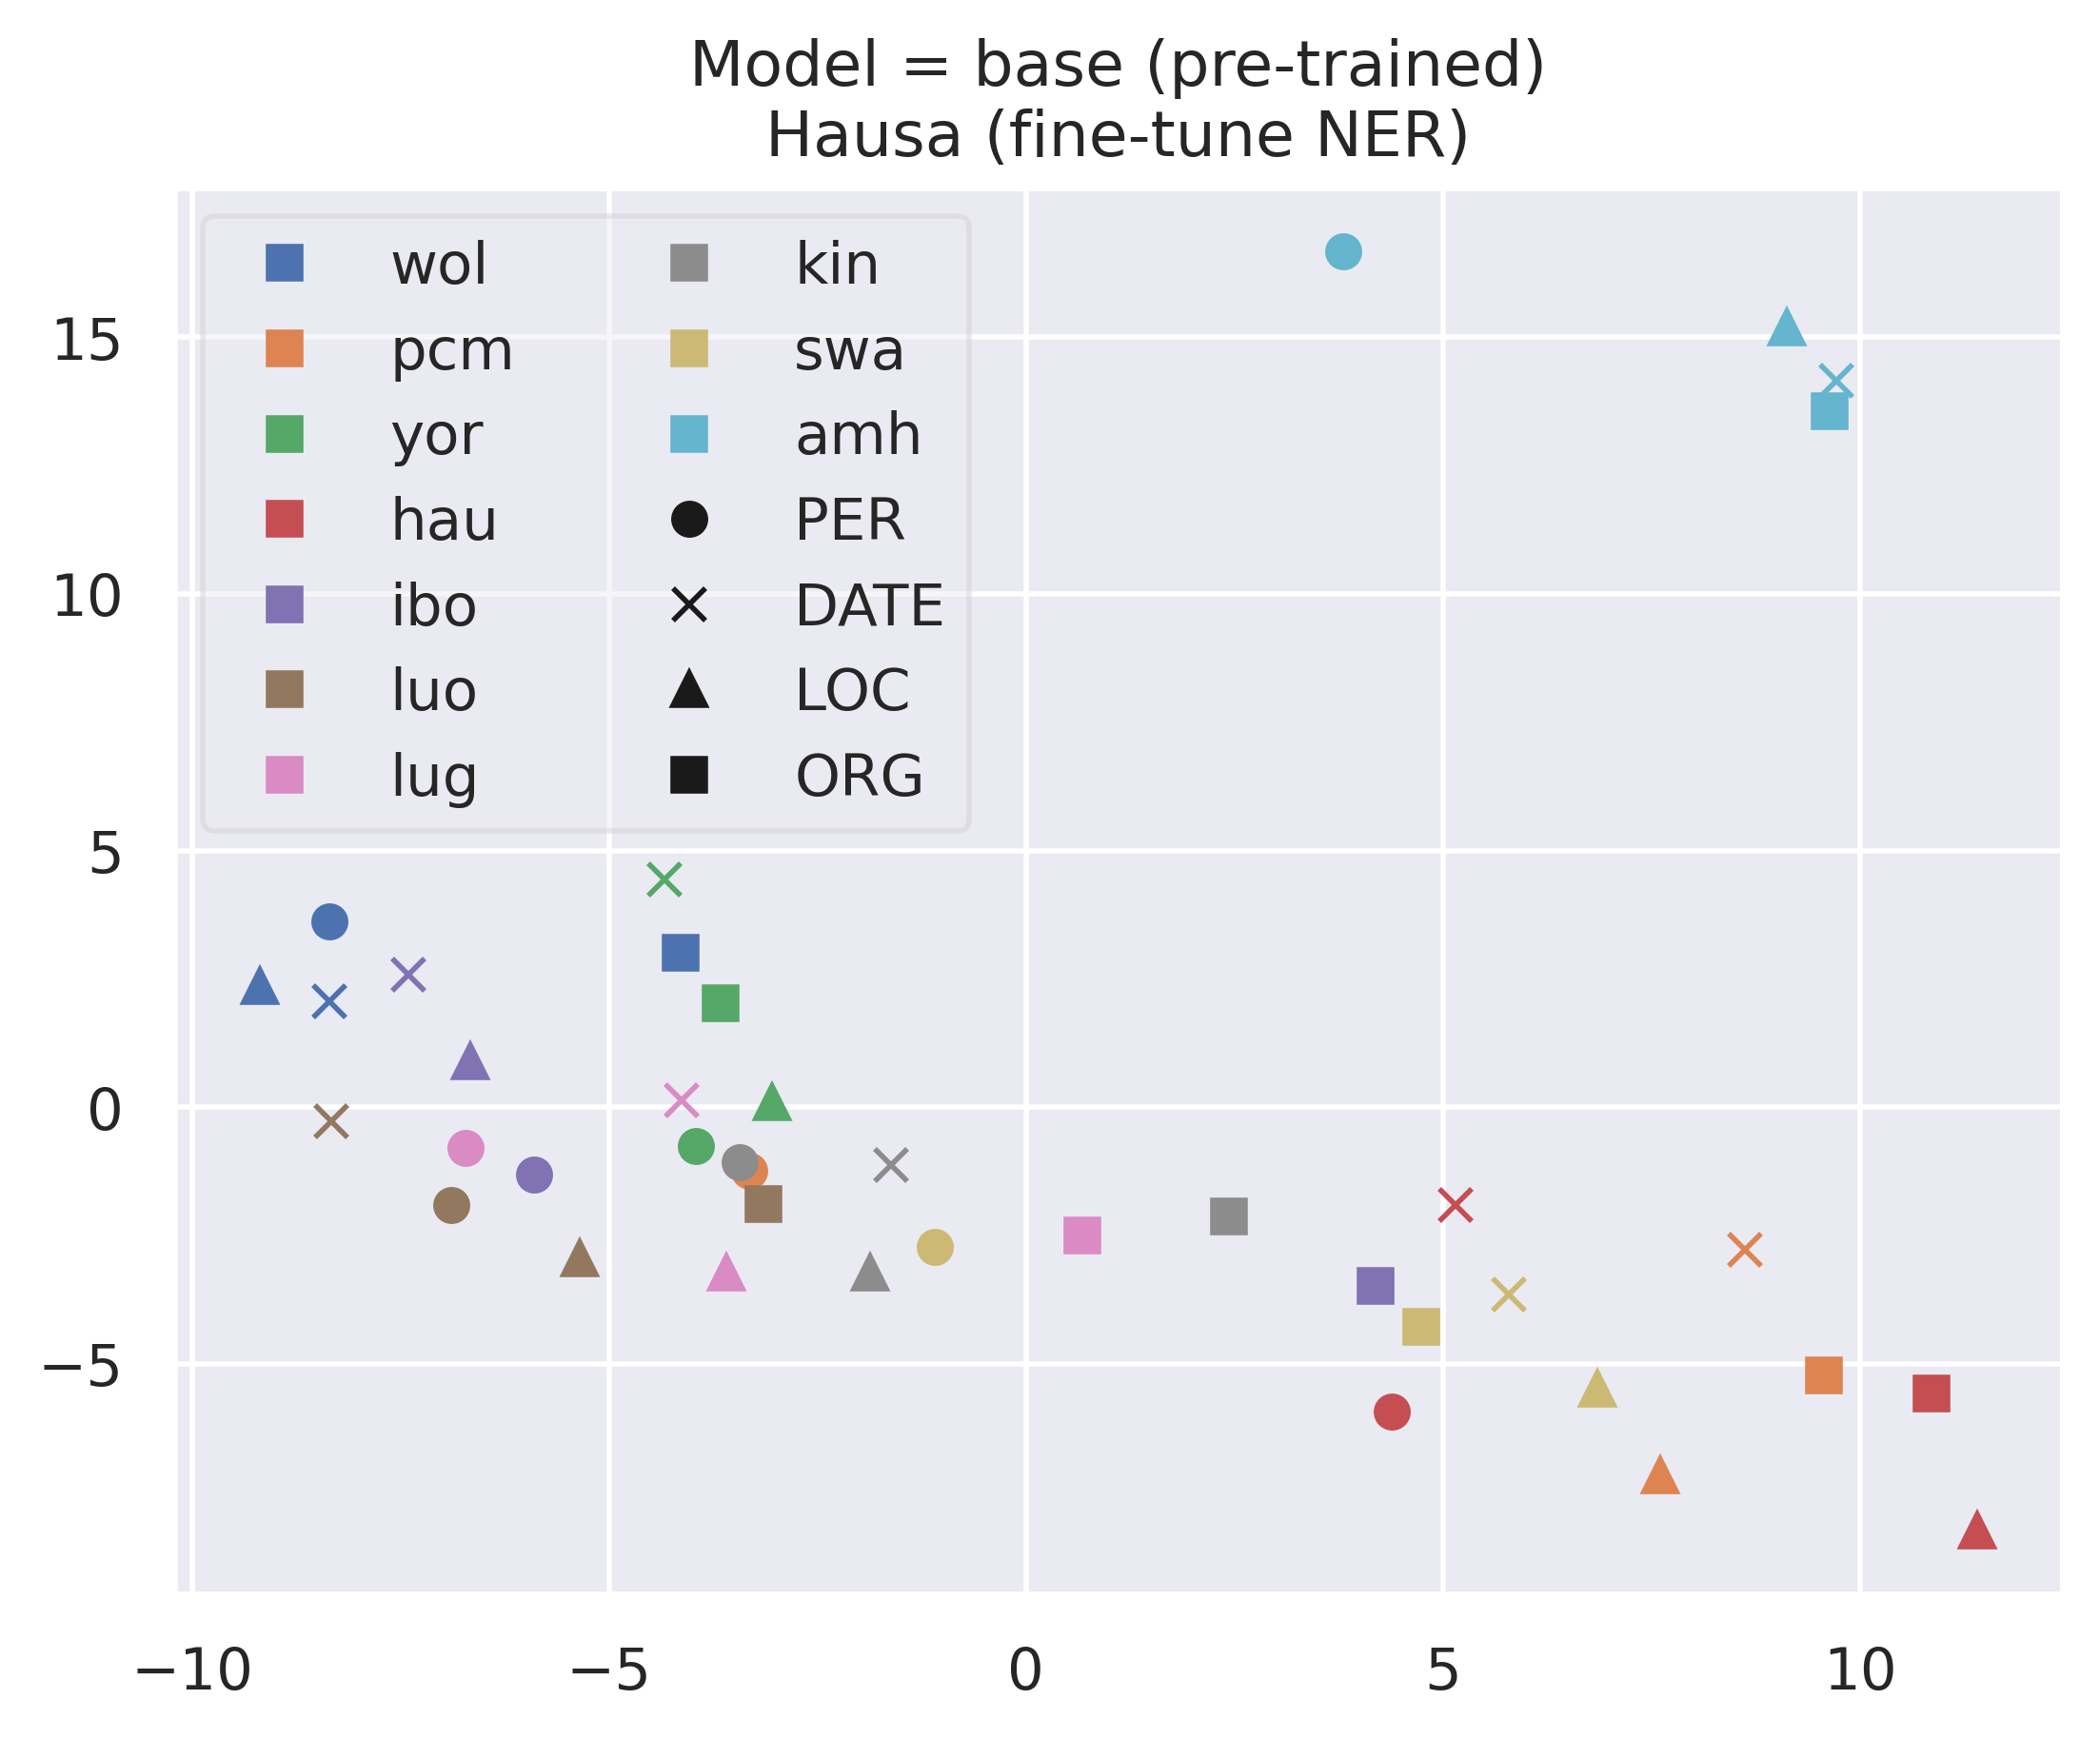 Model = base (pre-trained)
Hausa (fine-tune NER)
wol
pcm
yor
hau
ibo
luo
lug
kin
swa
amh
PER
DATE
LOC
ORG
15
10
5
0
−5
−10
−5
0
5
10